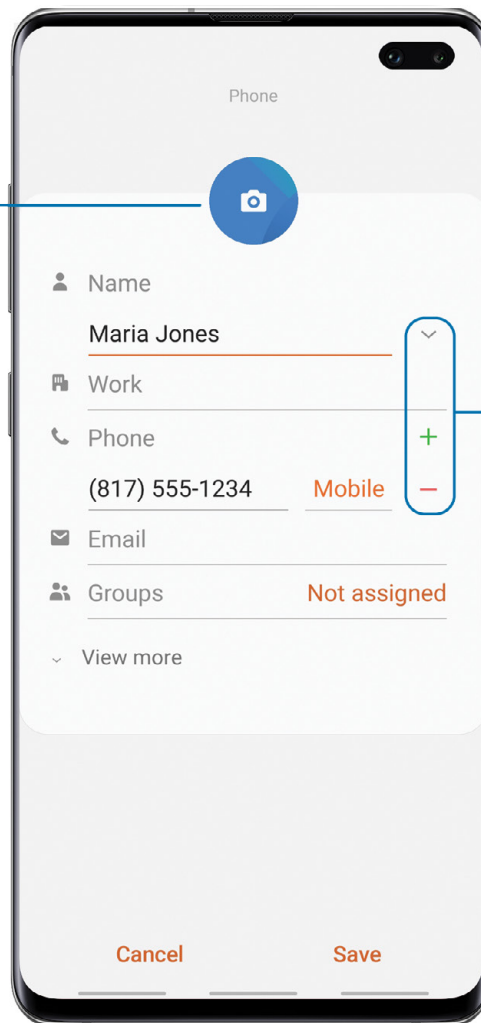 Phone
Name
Maria Jones
Work
Phone
(817) 555-1234 Mobile
Email
Groups Not assigned
View more
Cancel Save